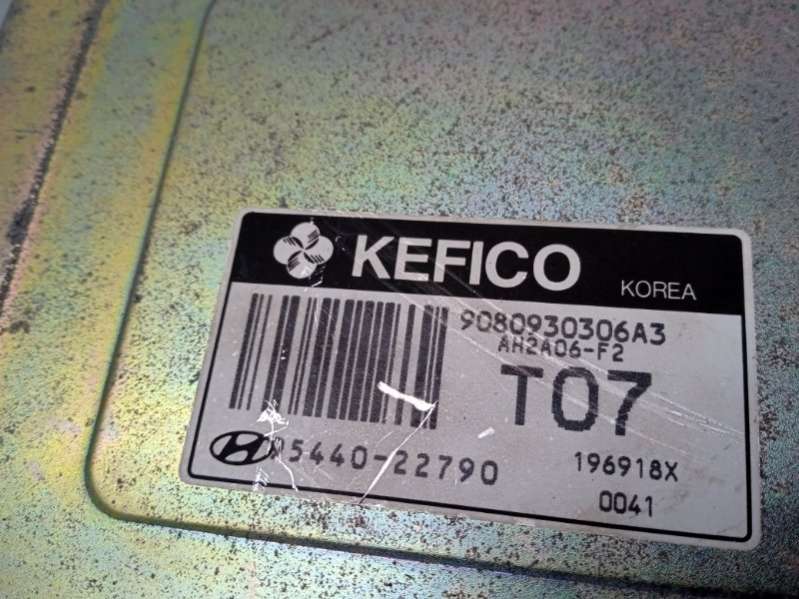 KEFICO
KOREA
9080930306A3
AH2A06-F2
T07
95440-22790
196918X
0041